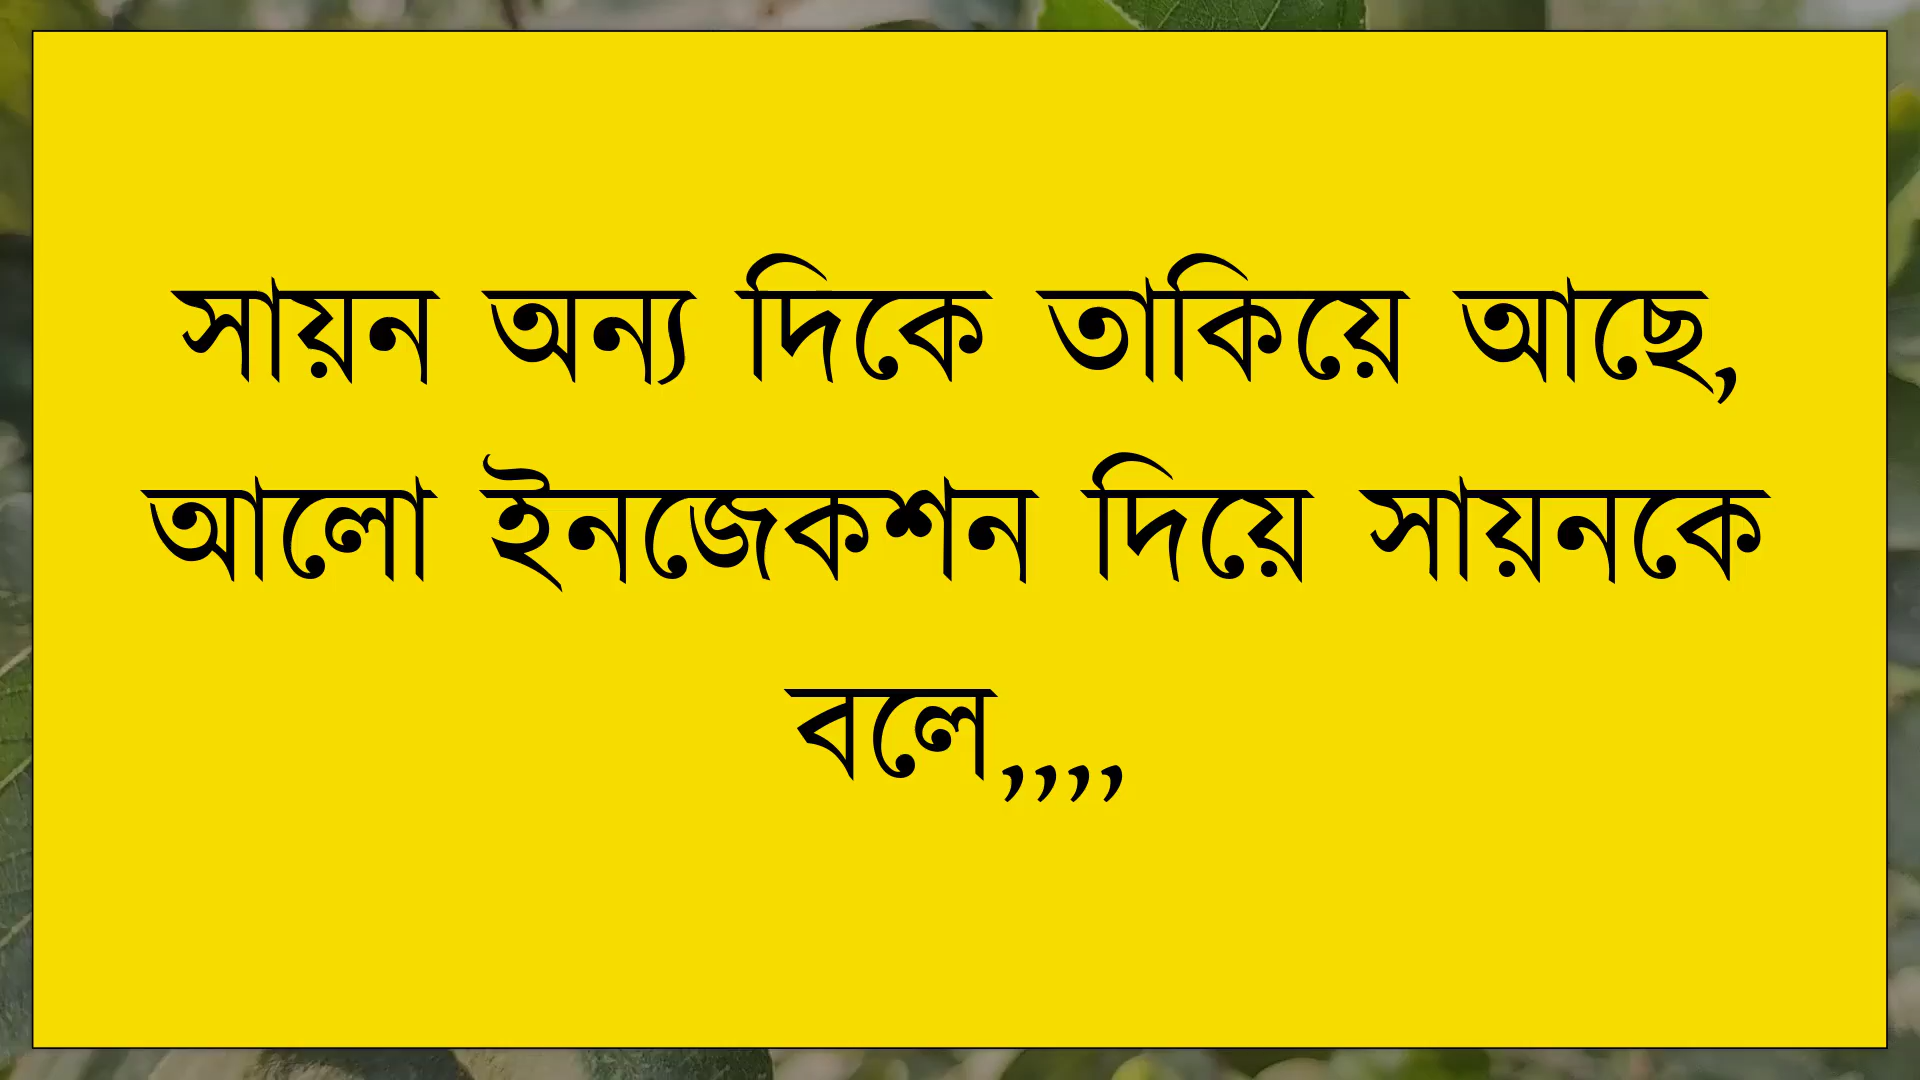 সায়ন অন্য দিকে তাকিয়ে আছে,
আলো ইনজেকশন দিয়ে সায়নকে
বলে,,,,